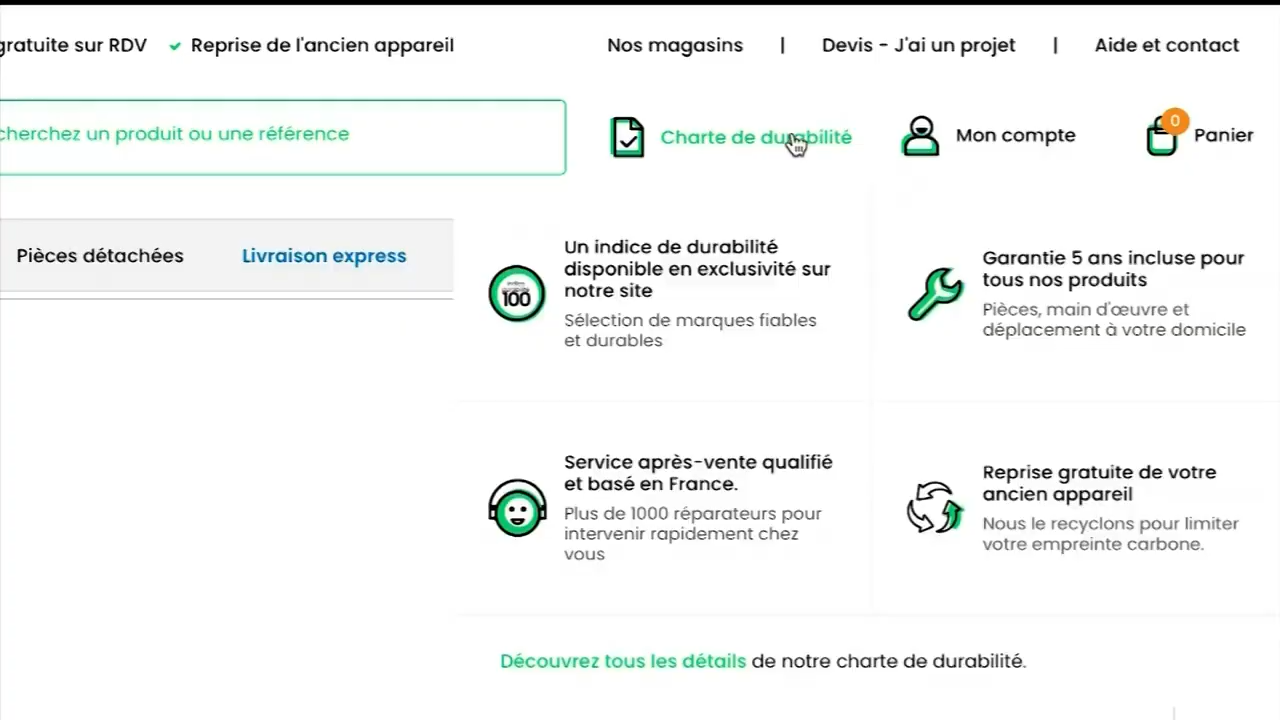 gratuite sur RDV
Reprise de l'ancien appareil
Nos magasins | Devis - J'ai un projet | Aide et contact
cherchez un produit ou une référence
Charte de durabilité
Mon compte
0
Panier
Pièces détachées
Livraison express
100
Un indice de durabilité
disponible en exclusivité sur
notre site
Sélection de marques fiables
et durables
Garantie 5 ans incluse pour
tous nos produits
Pièces, main d'œuvre et
déplacement à votre domicile
Service après-vente qualifié
et basé en France.
Plus de 1000 réparateurs pour
intervenir rapidement chez
vous
Reprise gratuite de votre
ancien appareil
Nous le recyclons pour limiter
votre empreinte carbone.
Découvrez tous les détails de notre charte de durabilité.